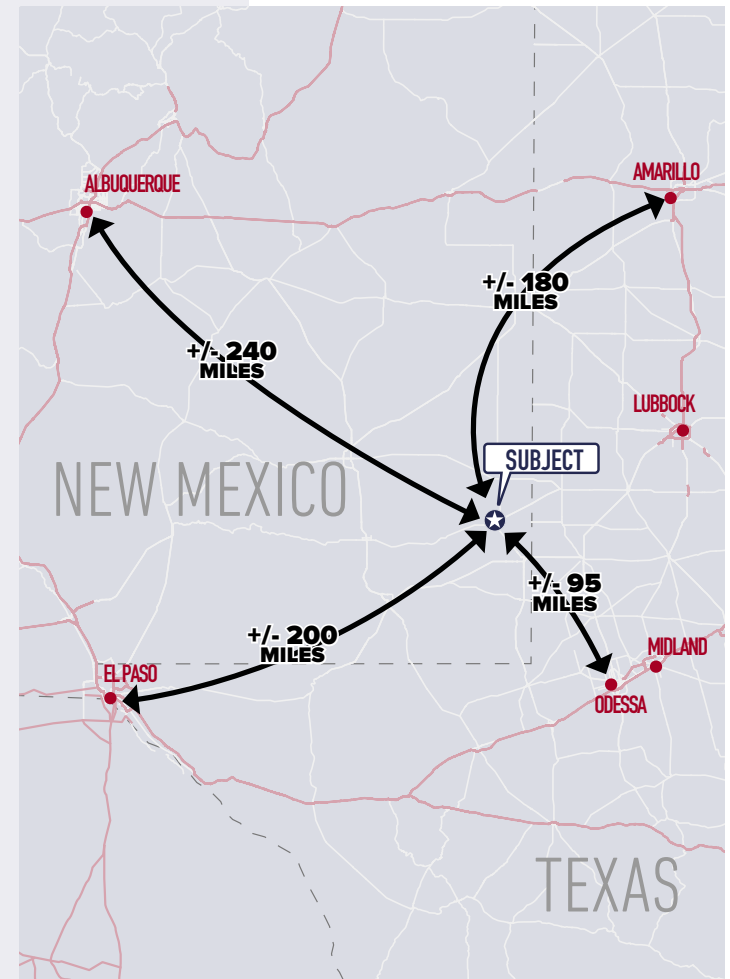 ALBUQUERQUE
AMARILLO
+/- 180
MILES
+/- 240
MILES
LUBBOCK
SUBJECT
NEW MEXICO
+/- 95
MILES
+/- 200
MILES
MIDLAND
EL PASO
ODESSA
TEXAS